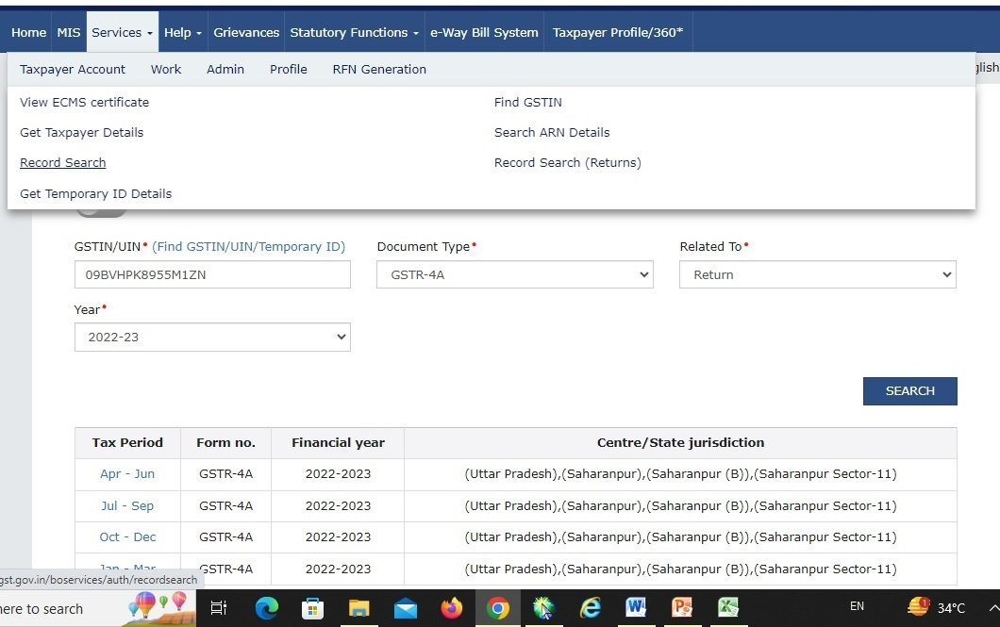 Home MIS Services Help Grievances Statutory Functions e-Way Bill System Taxpayer Profile/360*
Taxpayer Account Work Admin Profile RFN Generation glish
View ECMS certificate Find GSTIN
Get Taxpayer Details Search ARN Details
Record Search Record Search (Returns)
Get Temporary ID Details
GSTIN/UIN* (Find GSTIN/UIN/Temporary ID) Document Type* Related To*
09BVHPK8955M1ZN GSTR-4A Return
Year*
2022-23
SEARCH
Tax Period Form no. Financial year Centre/State jurisdiction
Apr - Jun GSTR-4A 2022-2023 (Uttar Pradesh),(Saharanpur),(Saharanpur (B)),(Saharanpur Sector-11)
Jul - Sep GSTR-4A 2022-2023 (Uttar Pradesh),(Saharanpur),(Saharanpur (B)),(Saharanpur Sector-11)
Oct - Dec GSTR-4A 2022-2023 (Uttar Pradesh),(Saharanpur),(Saharanpur (B)),(Saharanpur Sector-11)
Jan - Mar GSTR-4A 2022-2023 (Uttar Pradesh),(Saharanpur),(Saharanpur (B)),(Saharanpur Sector-11)
gst.gov.in/boservices/auth/recordsearch
here to search EN 1 34°C